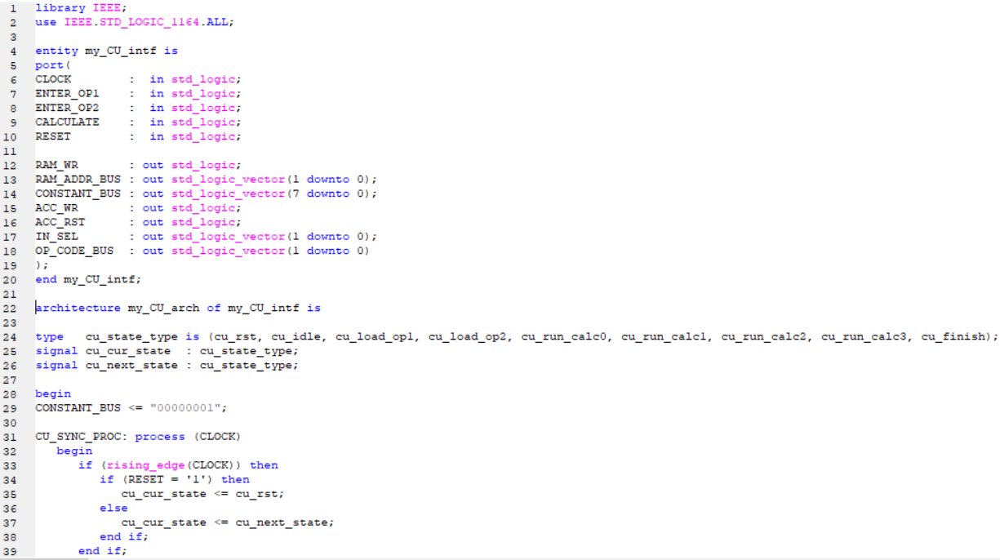 1 library IEEE;
2 use IEEE.STD_LOGIC_1164.ALL;
3
4 entity my_CU_intf is
5 port(
6 CLOCK : in std_logic;
7 ENTER_OP1 : in std_logic;
8 ENTER_OP2 : in std_logic;
9 CALCULATE : in std_logic;
10 RESET : in std_logic;
11
12 RAM_WR : out std_logic;
13 RAM_ADDR_BUS : out std_logic_vector(1 downto 0);
14 CONSTANT_BUS : out std_logic_vector(7 downto 0);
15 ACC_WR : out std_logic;
16 ACC_RST : out std_logic;
17 IN_SEL : out std_logic_vector(1 downto 0);
18 OP_CODE_BUS : out std_logic_vector(1 downto 0)
19 );
20 end my_CU_intf;
21
22 architecture my_CU_arch of my_CU_intf is
23
24 type cu_state_type is (cu_rst, cu_idle, cu_load_op1, cu_load_op2, cu_run_calc0, cu_run_calc1, cu_run_calc2, cu_run_calc3, cu_finish);
25 signal cu_cur_state : cu_state_type;
26 signal cu_next_state : cu_state_type;
27
28 begin
29 CONSTANT_BUS <= "00000001";
30
31 CU_SYNC_PROC: process (CLOCK)
32 begin
33 if (rising_edge(CLOCK)) then
34 if (RESET = '1') then
35 cu_cur_state <= cu_rst;
36 else
37 cu_cur_state <= cu_next_state;
38 end if;
39 end if;